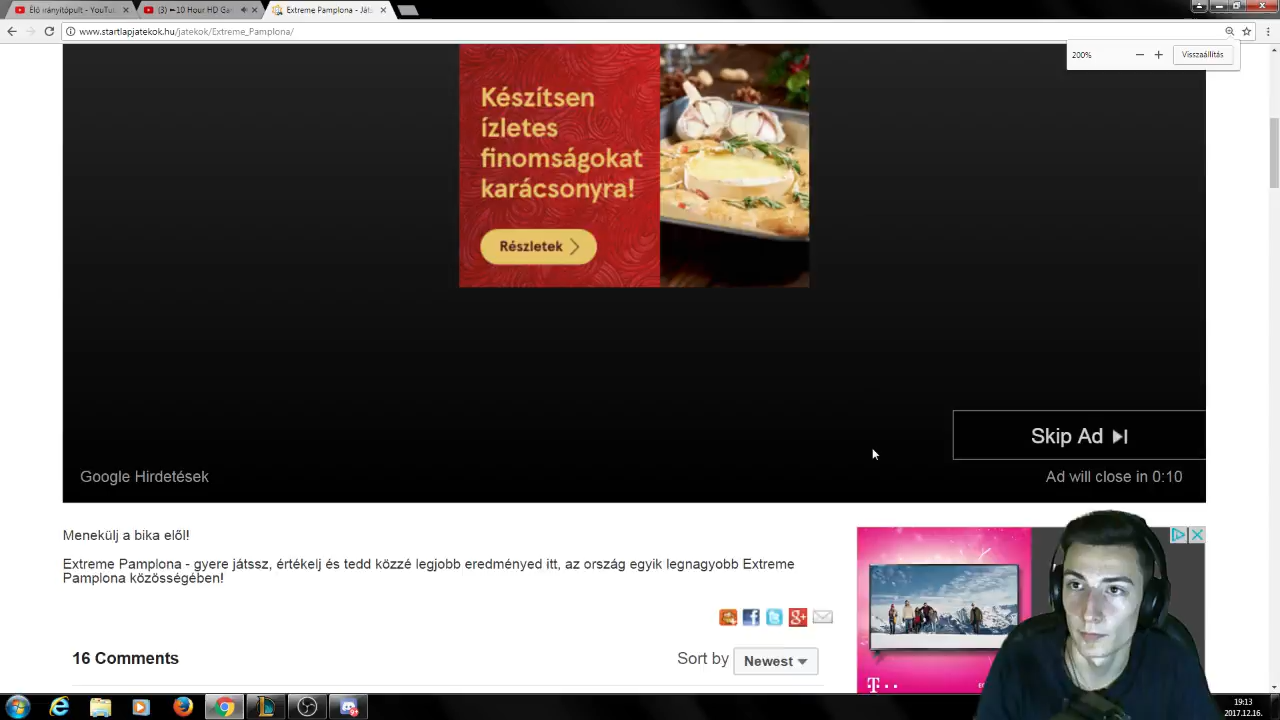 Élő irányítópult - YouTu
(3) ►10 Hour HD Gar
Extreme Pamplona - Játs
www.startlapjatekok.hu/jatekok/Extreme_Pamplona/
200%
Visszaállítás
Készítsen
ízletes
finomságokat
karácsonyra!
Részletek
Skip Ad
Google Hirdetések
Ad will close in 0:10
Menekülj a bika elől!
Extreme Pamplona - gyere játssz, értékelj és tedd közzé legjobb eredményed itt, az ország egyik legnagyobb Extreme
Pamplona közösségében!
16 Comments
Sort by
Newest
19:13
2017.12.16.